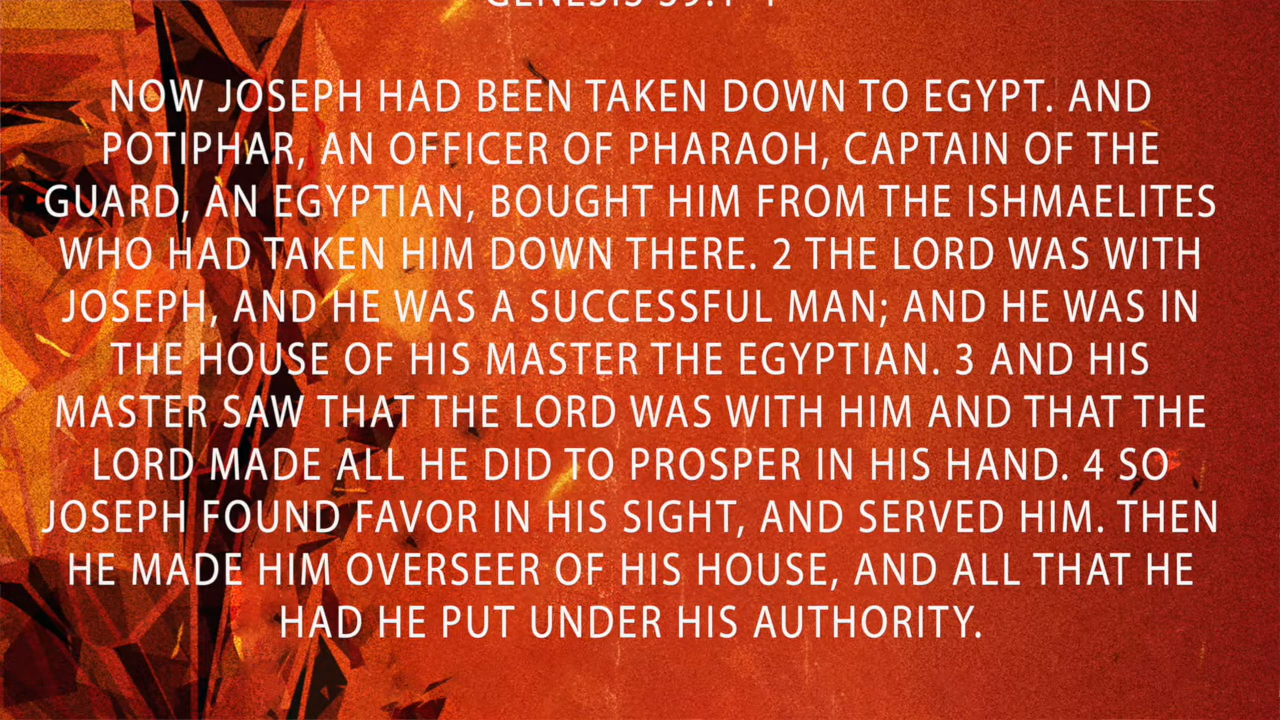 GENESIS 39:1-4
NOW JOSEPH HAD BEEN TAKEN DOWN TO EGYPT. AND
POTIPHAR, AN OFFICER OF PHARAOH, CAPTAIN OF THE
GUARD, AN EGYPTIAN, BOUGHT HIM FROM THE ISHMAELITES
WHO HAD TAKEN HIM DOWN THERE. 2 THE LORD WAS WITH
JOSEPH, AND HE WAS A SUCCESSFUL MAN; AND HE WAS IN
THE HOUSE OF HIS MASTER THE EGYPTIAN. 3 AND HIS
MASTER SAW THAT THE LORD WAS WITH HIM AND THAT THE
LORD MADE ALL HE DID TO PROSPER IN HIS HAND. 4 SO
JOSEPH FOUND FAVOR IN HIS SIGHT, AND SERVED HIM. THEN
HE MADE HIM OVERSEER OF HIS HOUSE, AND ALL THAT HE
HAD HE PUT UNDER HIS AUTHORITY.